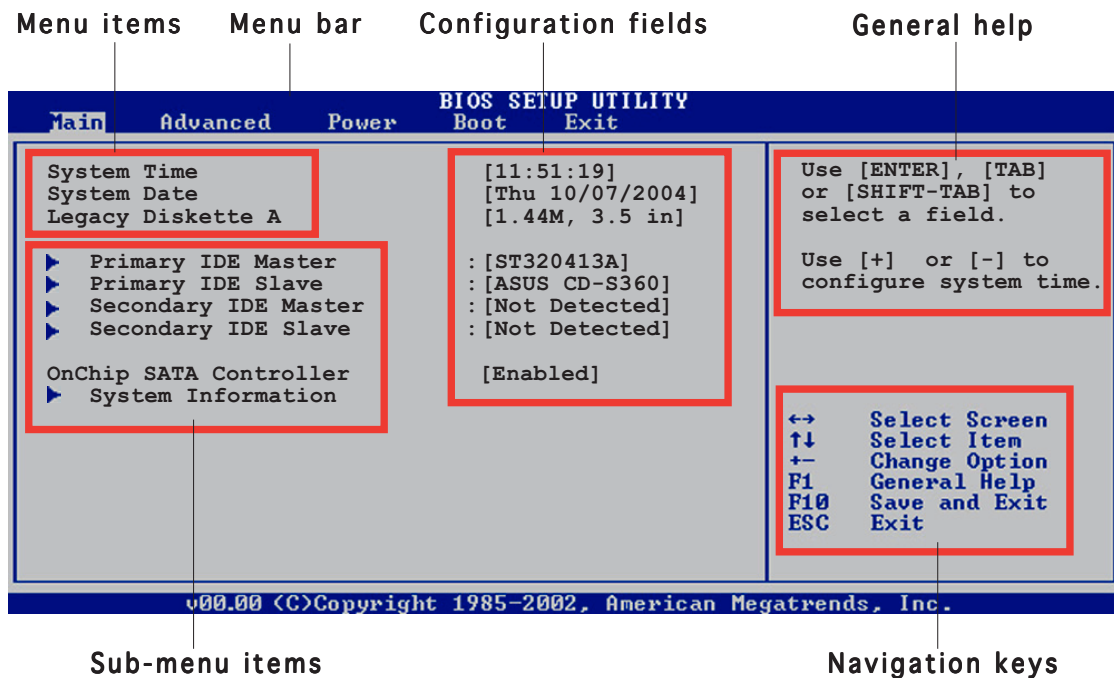 Menu items Menu bar Configuration fields General help
BIOS SETUP UTILITY
Main Advanced Power Boot Exit
System Time [11:51:19]
System Date [Thu 10/07/2004]
Legacy Diskette A [1.44M, 3.5 in]
Primary IDE Master :[ST320413A]
Primary IDE Slave :[ASUS CD-S360]
Secondary IDE Master :[Not Detected]
Secondary IDE Slave :[Not Detected]
OnChip SATA Controller [Enabled]
System Information
Use [ENTER], [TAB]
or [SHIFT-TAB] to
select a field.
Use [+] or [-] to
configure system time.
←→ Select Screen
↑↓ Select Item
+- Change Option
F1 General Help
F10 Save and Exit
ESC Exit
v00.00 (C)Copyright 1985-2002, American Megatrends, Inc.
Sub-menu items Navigation keys